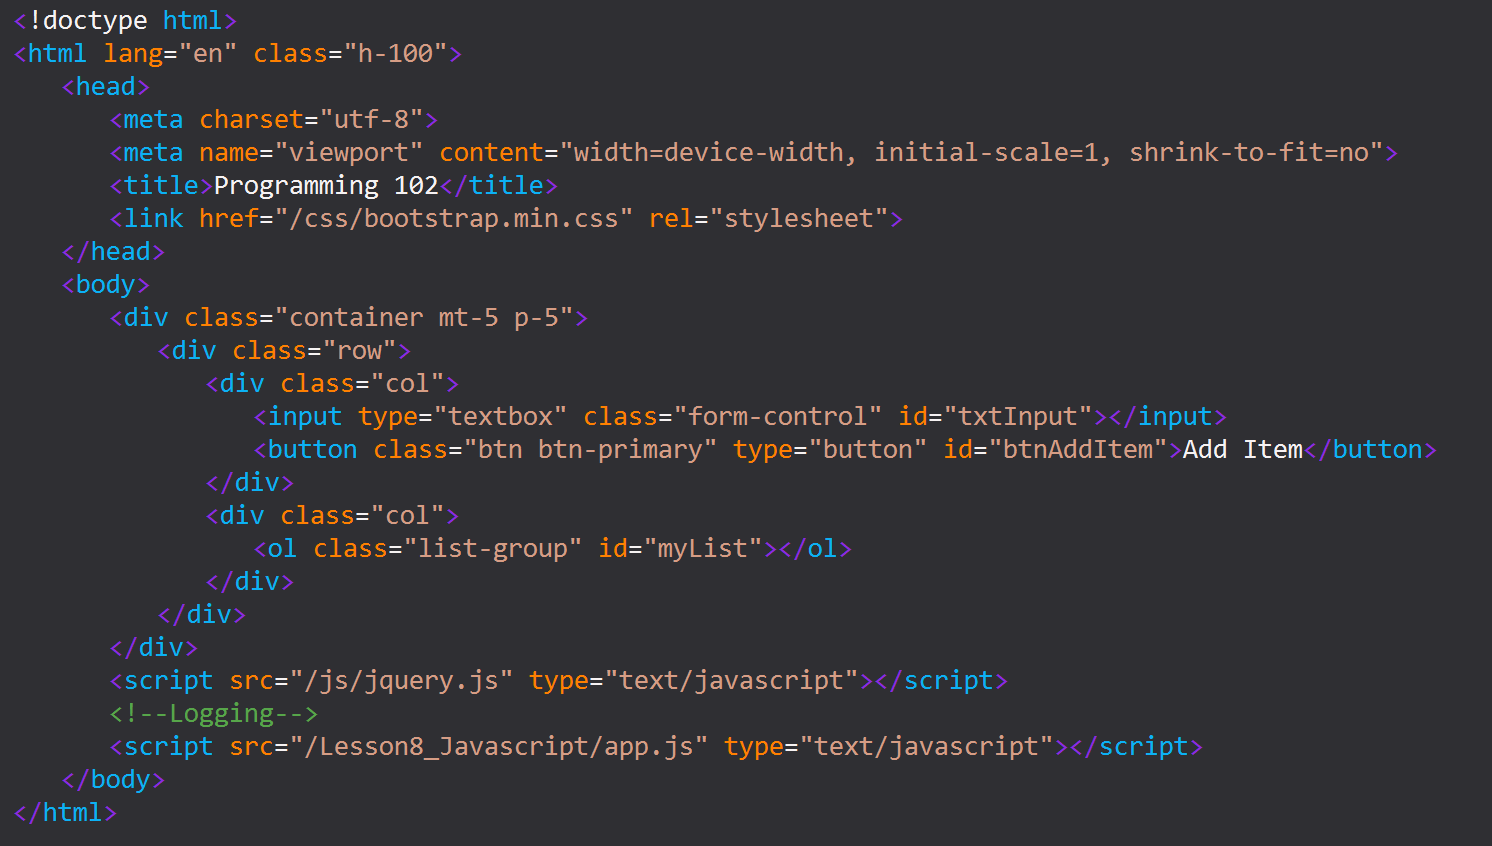 <!doctype html>
<html lang="en" class="h-100">
<head>
<meta charset="utf-8">
<meta name="viewport" content="width=device-width, initial-scale=1, shrink-to-fit=no">
<title>Programming 102</title>
<link href="/css/bootstrap.min.css" rel="stylesheet">
</head>
<body>
<div class="container mt-5 p-5">
<div class="row">
<div class="col">
<input type="textbox" class="form-control" id="txtInput"></input>
<button class="btn btn-primary" type="button" id="btnAddItem">Add Item</button>
</div>
<div class="col">
<ol class="list-group" id="myList"></ol>
</div>
</div>
</div>
<script src="/js/jquery.js" type="text/javascript"></script>
<!--Logging-->
<script src="/Lesson8_Javascript/app.js" type="text/javascript"></script>
</body>
</html>